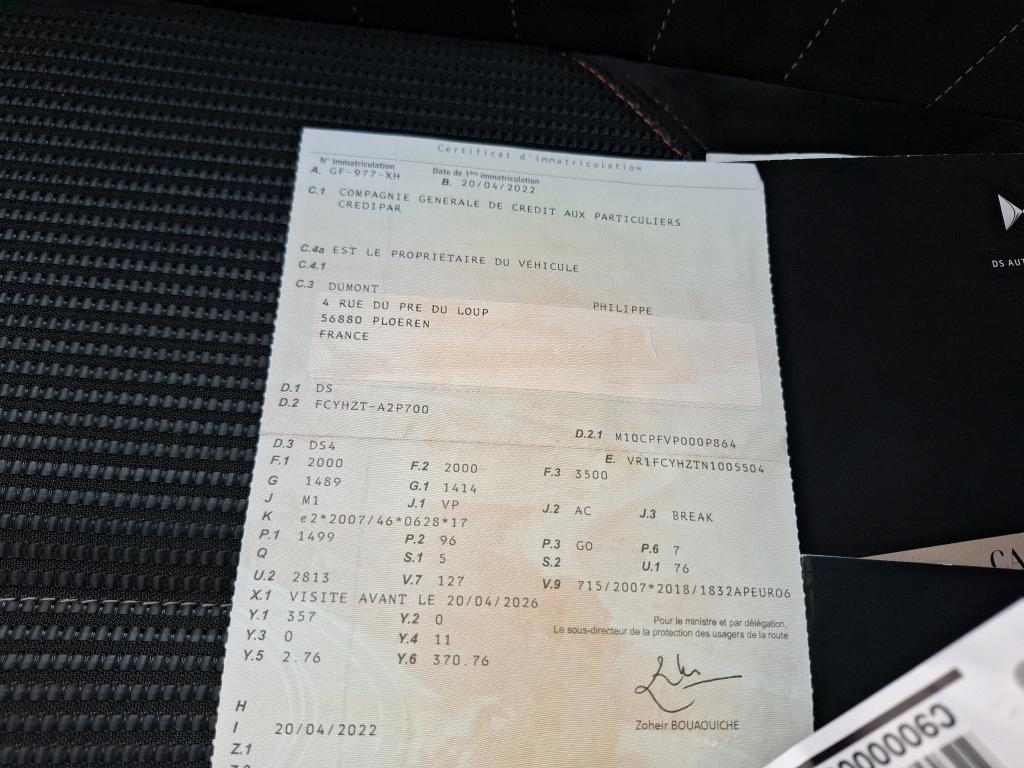 Certificat d'immatriculation
N° Immatriculation Date de 1ère immatriculation
A. GF-977-XH B. 20/04/2022
C.1 COMPAGNIE GENERALE DE CREDIT AUX PARTICULIERS
CREDIPAR
C.4a EST LE PROPRIÉTAIRE DU VÉHICULE
C.4.1
C.3 DUMONT PHILIPPE
4 RUE DU PRE DU LOUP
56880 PLOEREN
FRANCE
D.1 DS
D.2 FCYHZT-A2P700
D.2.1 M10CPFVP000P864
D.3 DS4 E. VR1FCYHZTN1005504
F.1 2000 F.2 2000 F.3 3500
G 1489 G.1 1414
J M1 J.1 VP J.2 AC J.3 BREAK
K e2*2007/46*0628*17
P.1 1499 P.2 96 P.3 GO P.6 7
Q S.1 5 S.2 U.1 76
U.2 2813 V.7 127 V.9 715/2007*2018/1832APEURO6
X.1 VISITE AVANT LE 20/04/2026
Y.1 357 Y.2 0
Y.3 0 Y.4 11
Y.5 2.76 Y.6 370.76
Pour le ministre et par délégation,
Le sous-directeur de la protection des usagers de la route
Zoheir BOUAOUICHE
H
I 20/04/2022
Z.1
DS AUT
CA